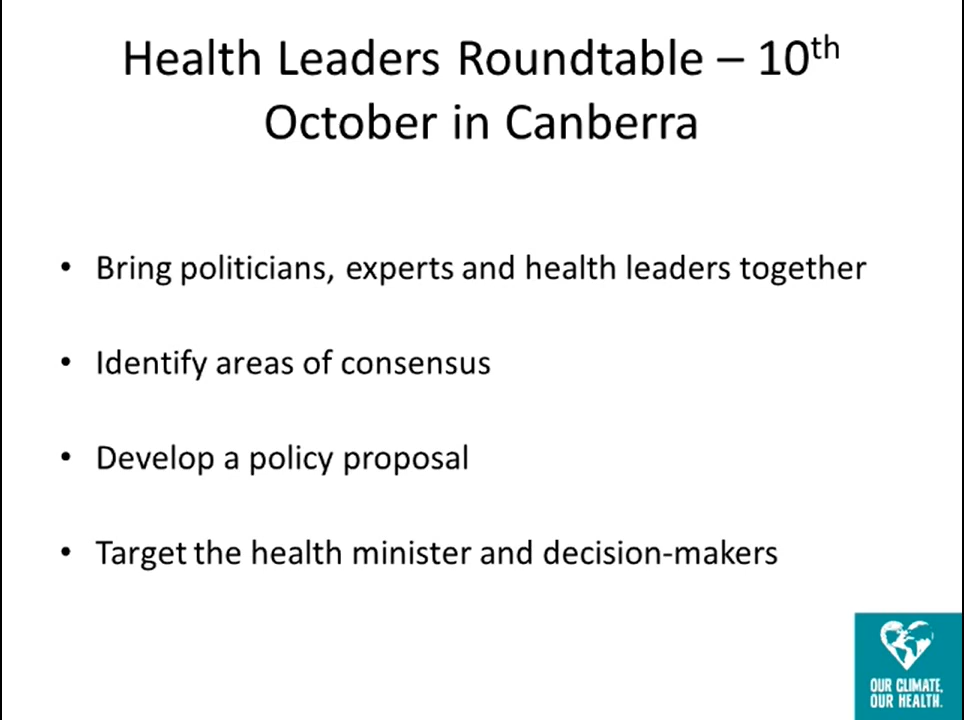 Health Leaders Roundtable – 10th
October in Canberra
• Bring politicians, experts and health leaders together
• Identify areas of consensus
• Develop a policy proposal
• Target the health minister and decision-makers
OUR CLIMATE,
OUR HEALTH.